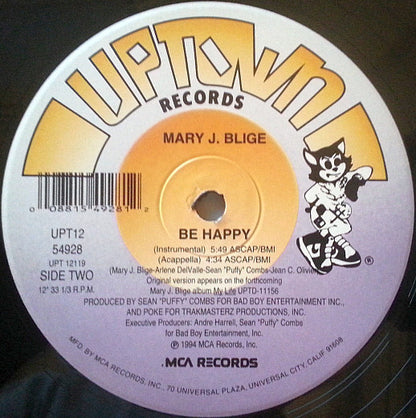 UPTOWN
RECORDS
MARY J. BLIGE
0 08815 49281 2
UPT12
54928
UPT 12119
SIDE TWO
12" 33 1/3 R.P.M.
BE HAPPY
(Instrumental) 5:49 ASCAP/BMI
(Acappella) 4:34 ASCAP/BMI
(Mary J. Blige-Arlene DelValle-Sean "Puffy" Combs-Jean C. Olivier)
Original version appears on the forthcoming
Mary J. Blige album My Life UPTD-11156
PRODUCED BY SEAN "PUFFY" COMBS FOR BAD BOY ENTERTAINMENT INC.,
AND POKE FOR TRAKMASTERZ PRODUCTIONS, INC.
Executive Producers: Andre Harrell, Sean "Puffy" Combs
for Bad Boy Entertainment, Inc.
℗ 1994 MCA Records, Inc.
®
MCA RECORDS
MFD. BY MCA RECORDS, INC., 70 UNIVERSAL PLAZA, UNIVERSAL CITY, CALIF. 91608